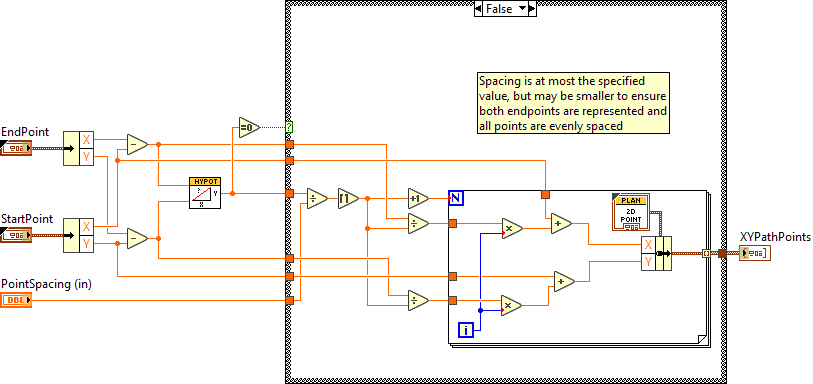 False
Spacing is at most the specified
value, but may be smaller to ensure
both endpoints are represented and
all points are evenly spaced
EndPoint
X
Y
−
=0
?
HYPOT
Y
X
StartPoint
X
Y
−
÷
+1
N
÷
×
+
PLAN
2D
POINT
X
Y
XYPathPoints
PointSpacing (in)
DBL
+
÷
×
i